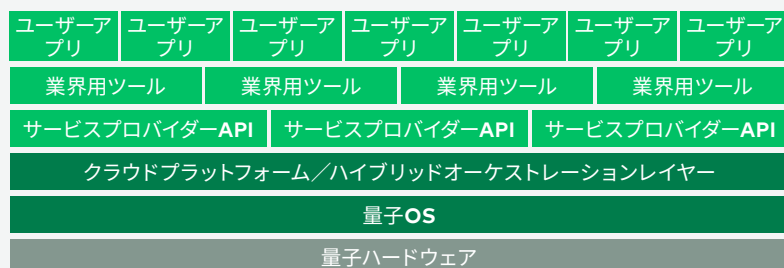 ユーザーア
プリ
ユーザーア
プリ
ユーザーア
プリ
ユーザーア
プリ
ユーザーア
プリ
ユーザーア
プリ
ユーザーア
プリ
業界用ツール
業界用ツール
業界用ツール
業界用ツール
サービスプロバイダーAPI
サービスプロバイダーAPI
サービスプロバイダーAPI
クラウドプラットフォーム／ハイブリッドオーケストレーションレイヤー
量子OS
量子ハードウェア